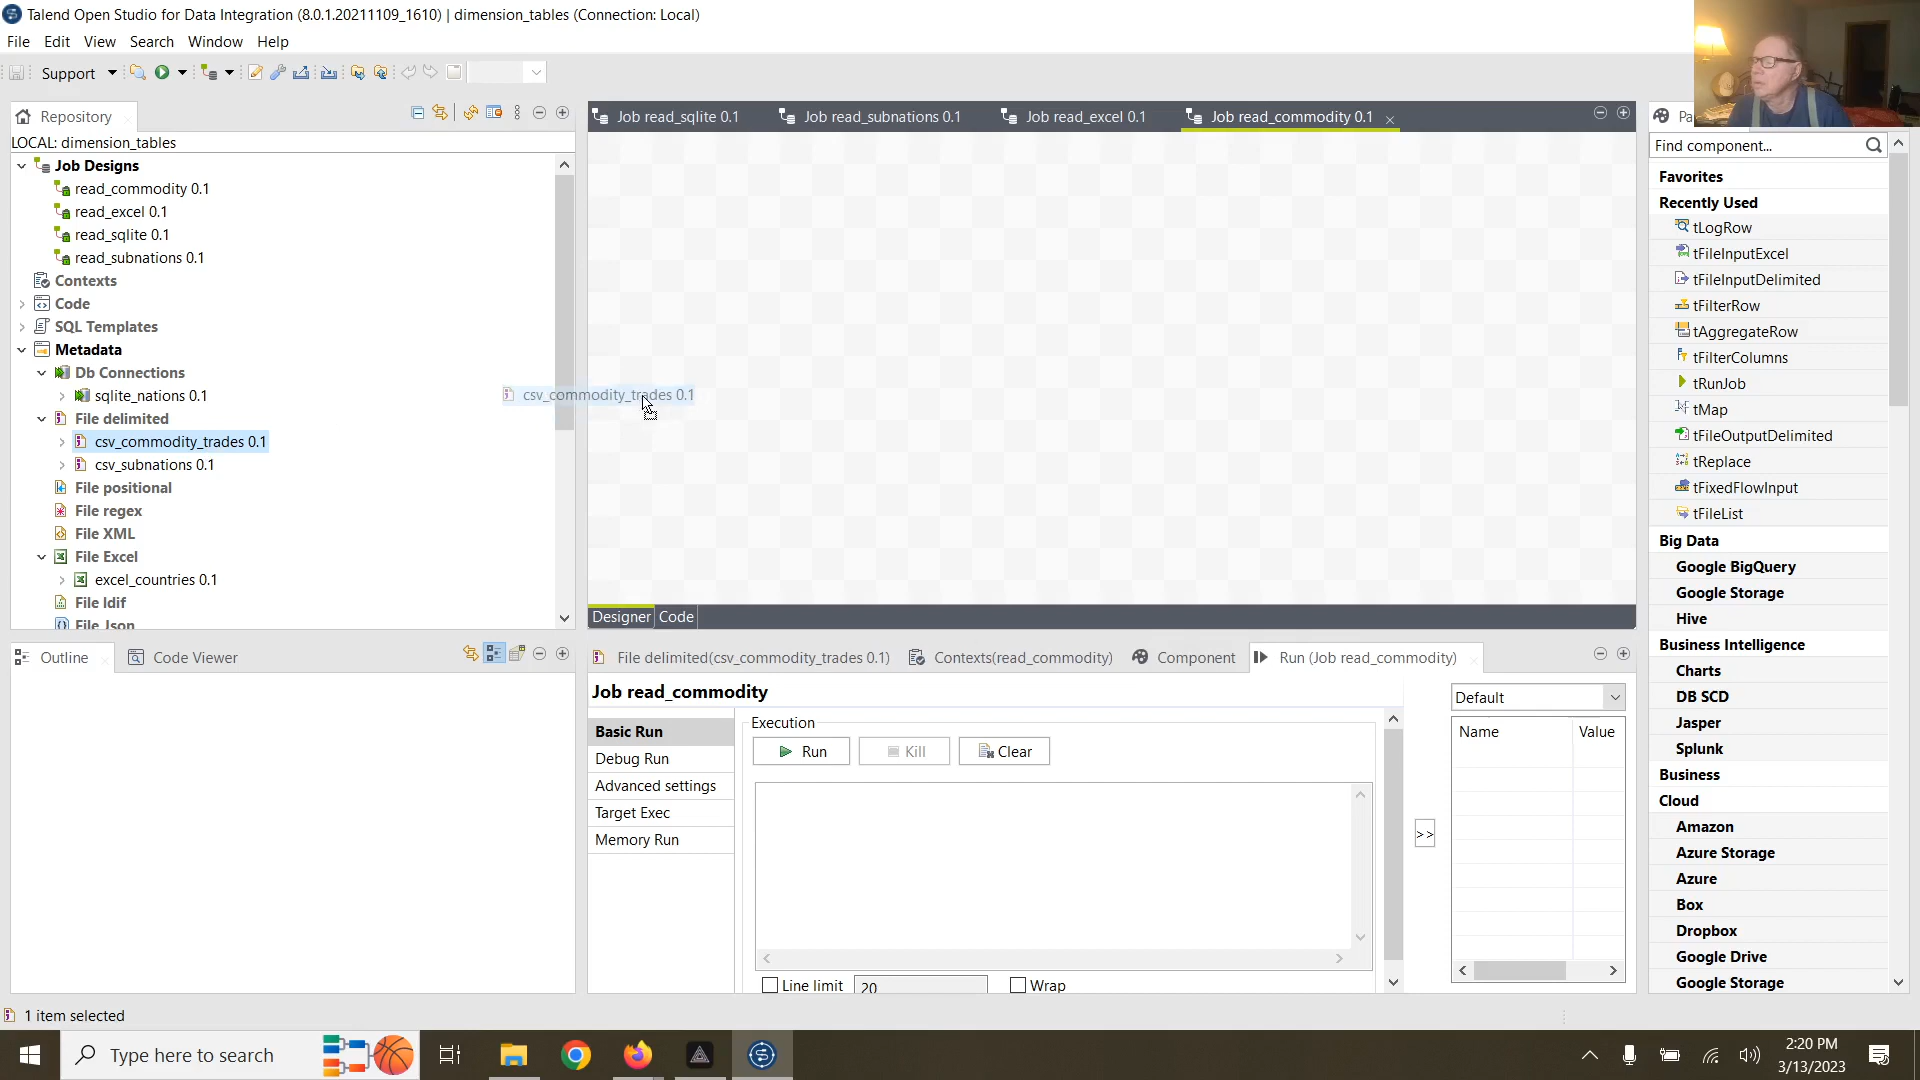 Talend Open Studio for Data Integration (8.0.1.20211109_1610) | dimension_tables (Connection: Local)
File Edit View Search Window Help
Support
Repository
LOCAL: dimension_tables
Job Designs
read_commodity 0.1
read_excel 0.1
read_sqlite 0.1
read_subnations 0.1
Contexts
Code
SQL Templates
Metadata
Db Connections
sqlite_nations 0.1
File delimited
csv_commodity_trades 0.1
csv_subnations 0.1
File positional
File regex
File XML
File Excel
excel_countries 0.1
File ldif
File Json
Job read_sqlite 0.1 Job read_subnations 0.1 Job read_excel 0.1 Job read_commodity 0.1
csv_commodity_trades 0.1
Designer Code
Pa
Find component...
Favorites
Recently Used
tLogRow
tFileInputExcel
tFileInputDelimited
tFilterRow
tAggregateRow
tFilterColumns
tRunJob
tMap
tFileOutputDelimited
tReplace
tFixedFlowInput
tFileList
Big Data
Google BigQuery
Google Storage
Hive
Business Intelligence
Charts
DB SCD
Jasper
Splunk
Business
Cloud
Amazon
Azure Storage
Azure
Box
Dropbox
Google Drive
Google Storage
Outline Code Viewer
File delimited(csv_commodity_trades 0.1) Contexts(read_commodity) Component Run (Job read_commodity)
Job read_commodity
Basic Run
Debug Run
Advanced settings
Target Exec
Memory Run
Execution
Run Kill Clear
Line limit 20 Wrap
>>
Default
Name Value
1 item selected
Type here to search
2:20 PM
3/13/2023